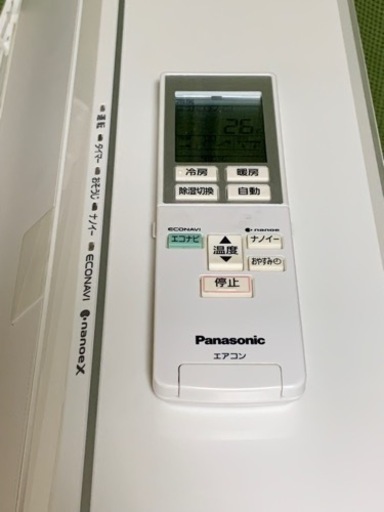 運転 タイマー おそうじ ナノイー ECONAVI nanoeX
26
冷房 暖房
除湿切換 自動
ECONAVI nanoe
エコナビ 温度 ナノイー
おやすみ
停止
Panasonic
エアコン